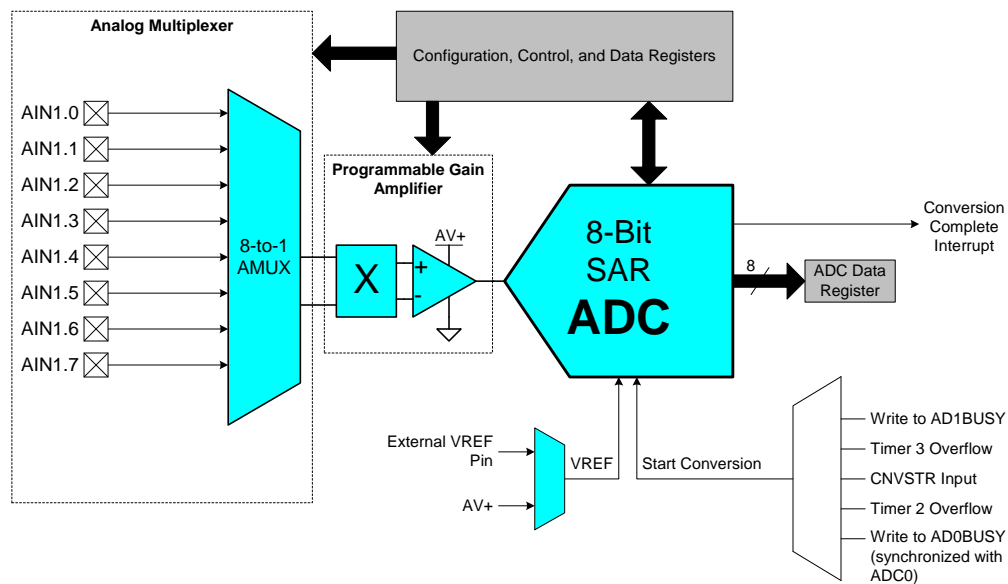 Analog Multiplexer
Configuration, Control, and Data Registers
AIN1.0
AIN1.1
AIN1.2
AIN1.3
AIN1.4
AIN1.5
AIN1.6
AIN1.7
8-to-1
AMUX
Programmable Gain
Amplifier
X
+
-
AV+
8-Bit
SAR
ADC
Conversion
Complete
Interrupt
8
ADC Data
Register
External VREF
Pin
AV+
VREF
Start Conversion
Write to AD1BUSY
Timer 3 Overflow
CNVSTR Input
Timer 2 Overflow
Write to AD0BUSY
(synchronized with
ADC0)